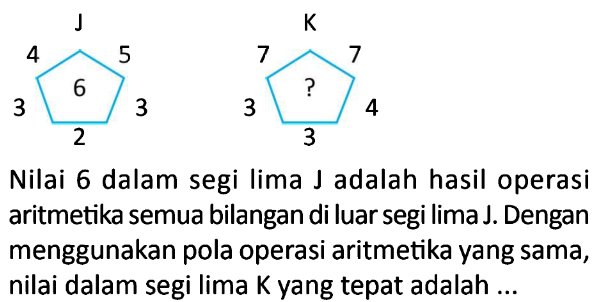 J K
4 5 7 7
6 ?
3 3 3 4
2 3
Nilai 6 dalam segi lima J adalah hasil operasi
aritmetika semua bilangan di luar segi lima J. Dengan
menggunakan pola operasi aritmetika yang sama,
nilai dalam segi lima K yang tepat adalah ...